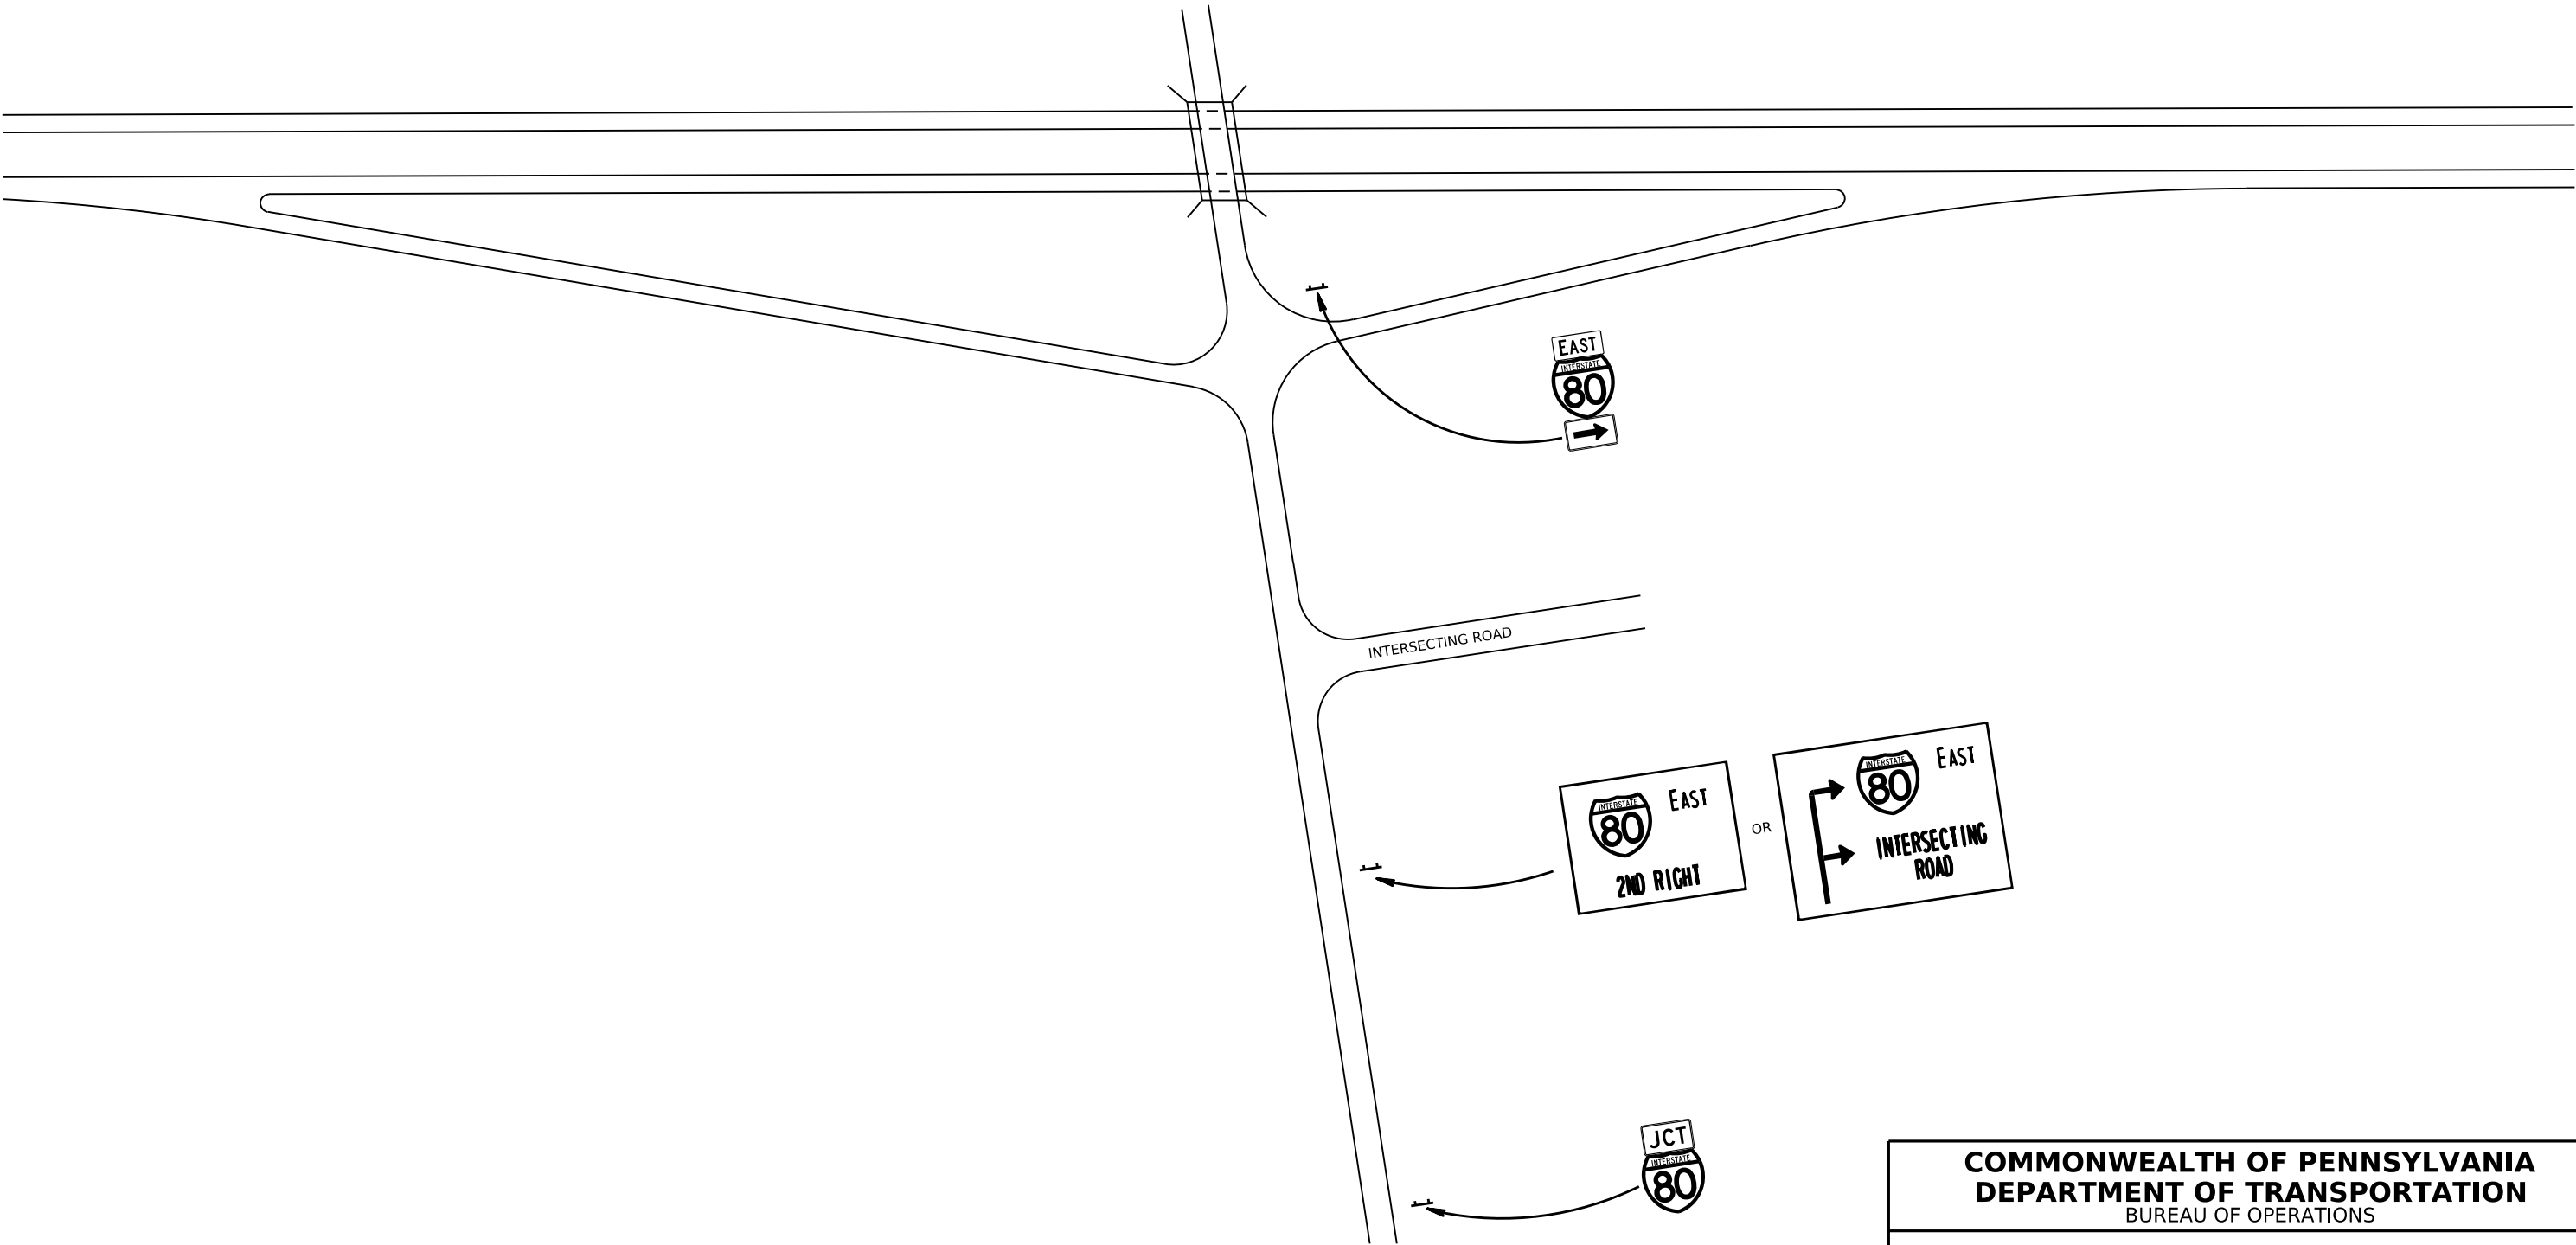 EAST
INTERSTATE
80
INTERSECTING ROAD
INTERSTATE
80
EAST
2ND RIGHT
OR
INTERSTATE
80
EAST
INTERSECTING
ROAD
JCT
INTERSTATE
80
COMMONWEALTH OF PENNSYLVANIA
DEPARTMENT OF TRANSPORTATION
BUREAU OF OPERATIONS